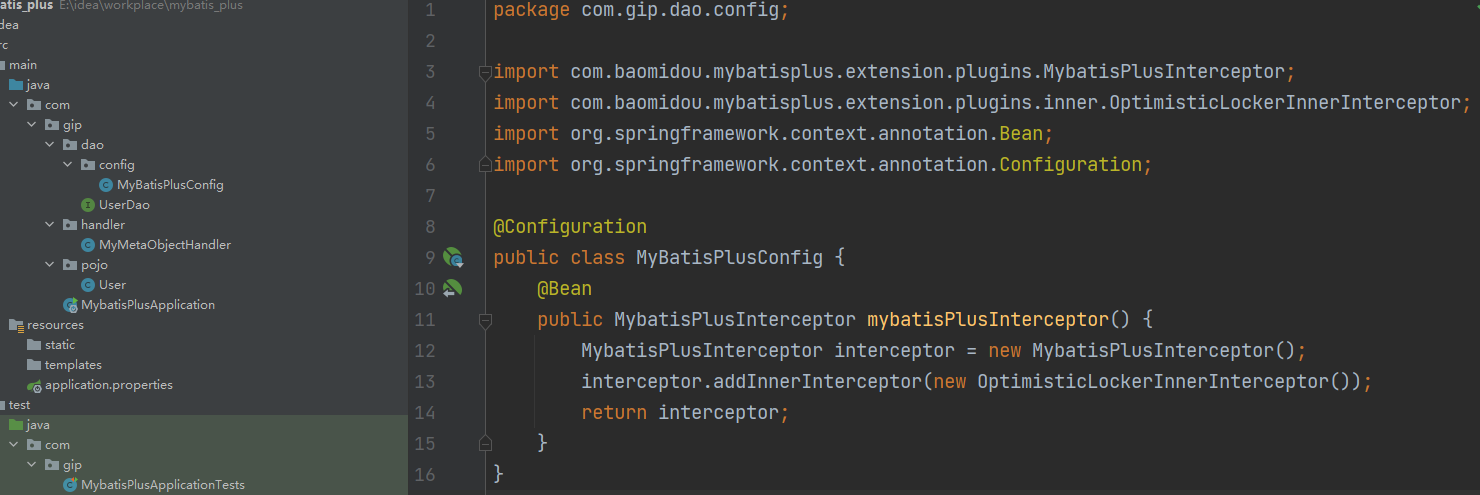 atis_plus E:\idea\workplace\mybatis_plus
dea
rc
main
java
com
gip
dao
config
MyBatisPlusConfig
UserDao
handler
MyMetaObjectHandler
pojo
User
MybatisPlusApplication
resources
static
templates
application.properties
test
java
com
gip
MybatisPlusApplicationTests
1 package com.gip.dao.config;
2
3 import com.baomidou.mybatisplus.extension.plugins.MybatisPlusInterceptor;
4 import com.baomidou.mybatisplus.extension.plugins.inner.OptimisticLockerInnerInterceptor;
5 import org.springframework.context.annotation.Bean;
6 import org.springframework.context.annotation.Configuration;
7
8 @Configuration
9 public class MyBatisPlusConfig {
10 @Bean
11 public MybatisPlusInterceptor mybatisPlusInterceptor() {
12 MybatisPlusInterceptor interceptor = new MybatisPlusInterceptor();
13 interceptor.addInnerInterceptor(new OptimisticLockerInnerInterceptor());
14 return interceptor;
15 }
16 }